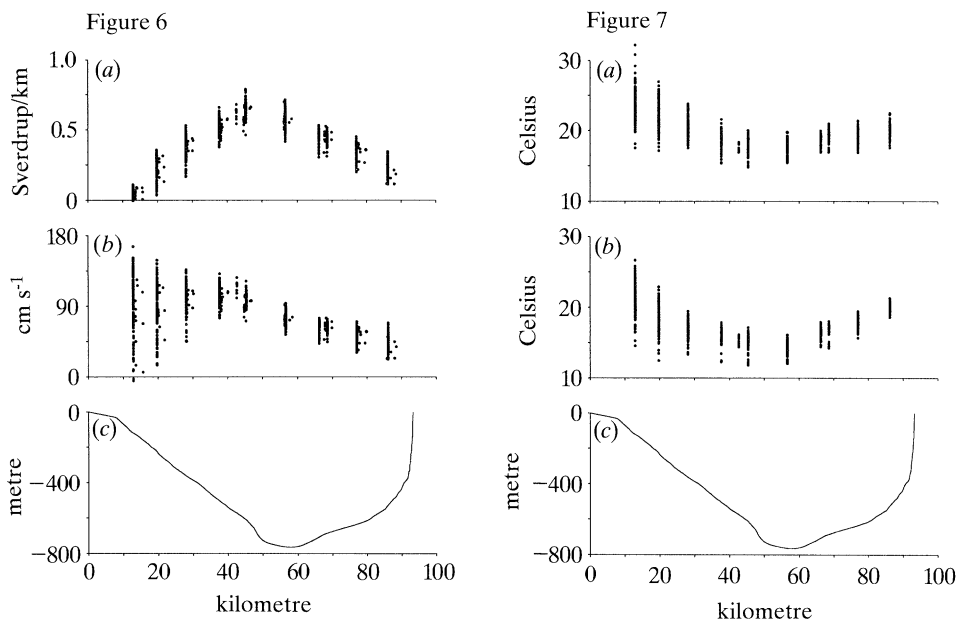 Figure 6
Figure 7
1.0
(a)
0.5
0
Sverdrup/km
30
(a)
20
10
Celsius
180
(b)
90
0
cm s⁻¹
30
(b)
20
10
Celsius
0
(c)
−400
−800
metre
0 20 40 60 80 100
kilometre
0
(c)
−400
−800
metre
0 20 40 60 80 100
kilometre